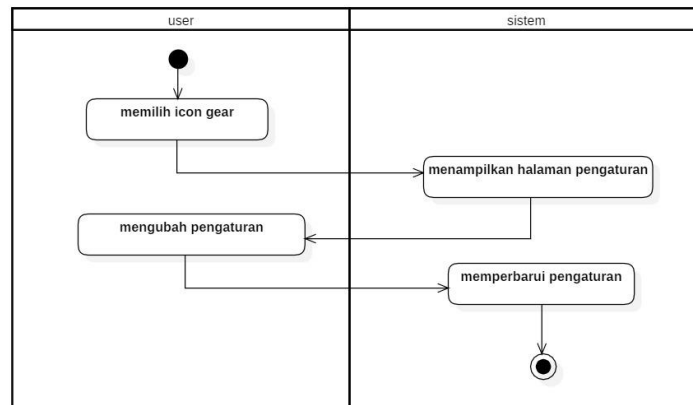 user
sistem
memilih icon gear
menampilkan halaman pengaturan
mengubah pengaturan
memperbarui pengaturan